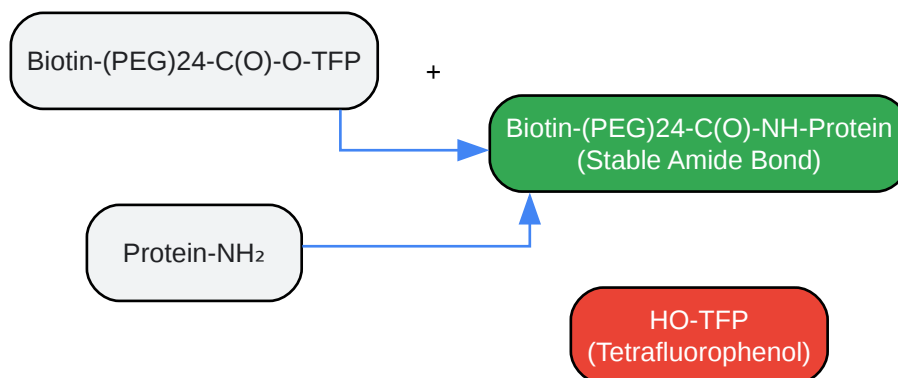 Biotin-(PEG)24-C(O)-O-TFP
+
Biotin-(PEG)24-C(O)-NH-Protein
(Stable Amide Bond)
Protein-NH₂
HO-TFP
(Tetrafluorophenol)